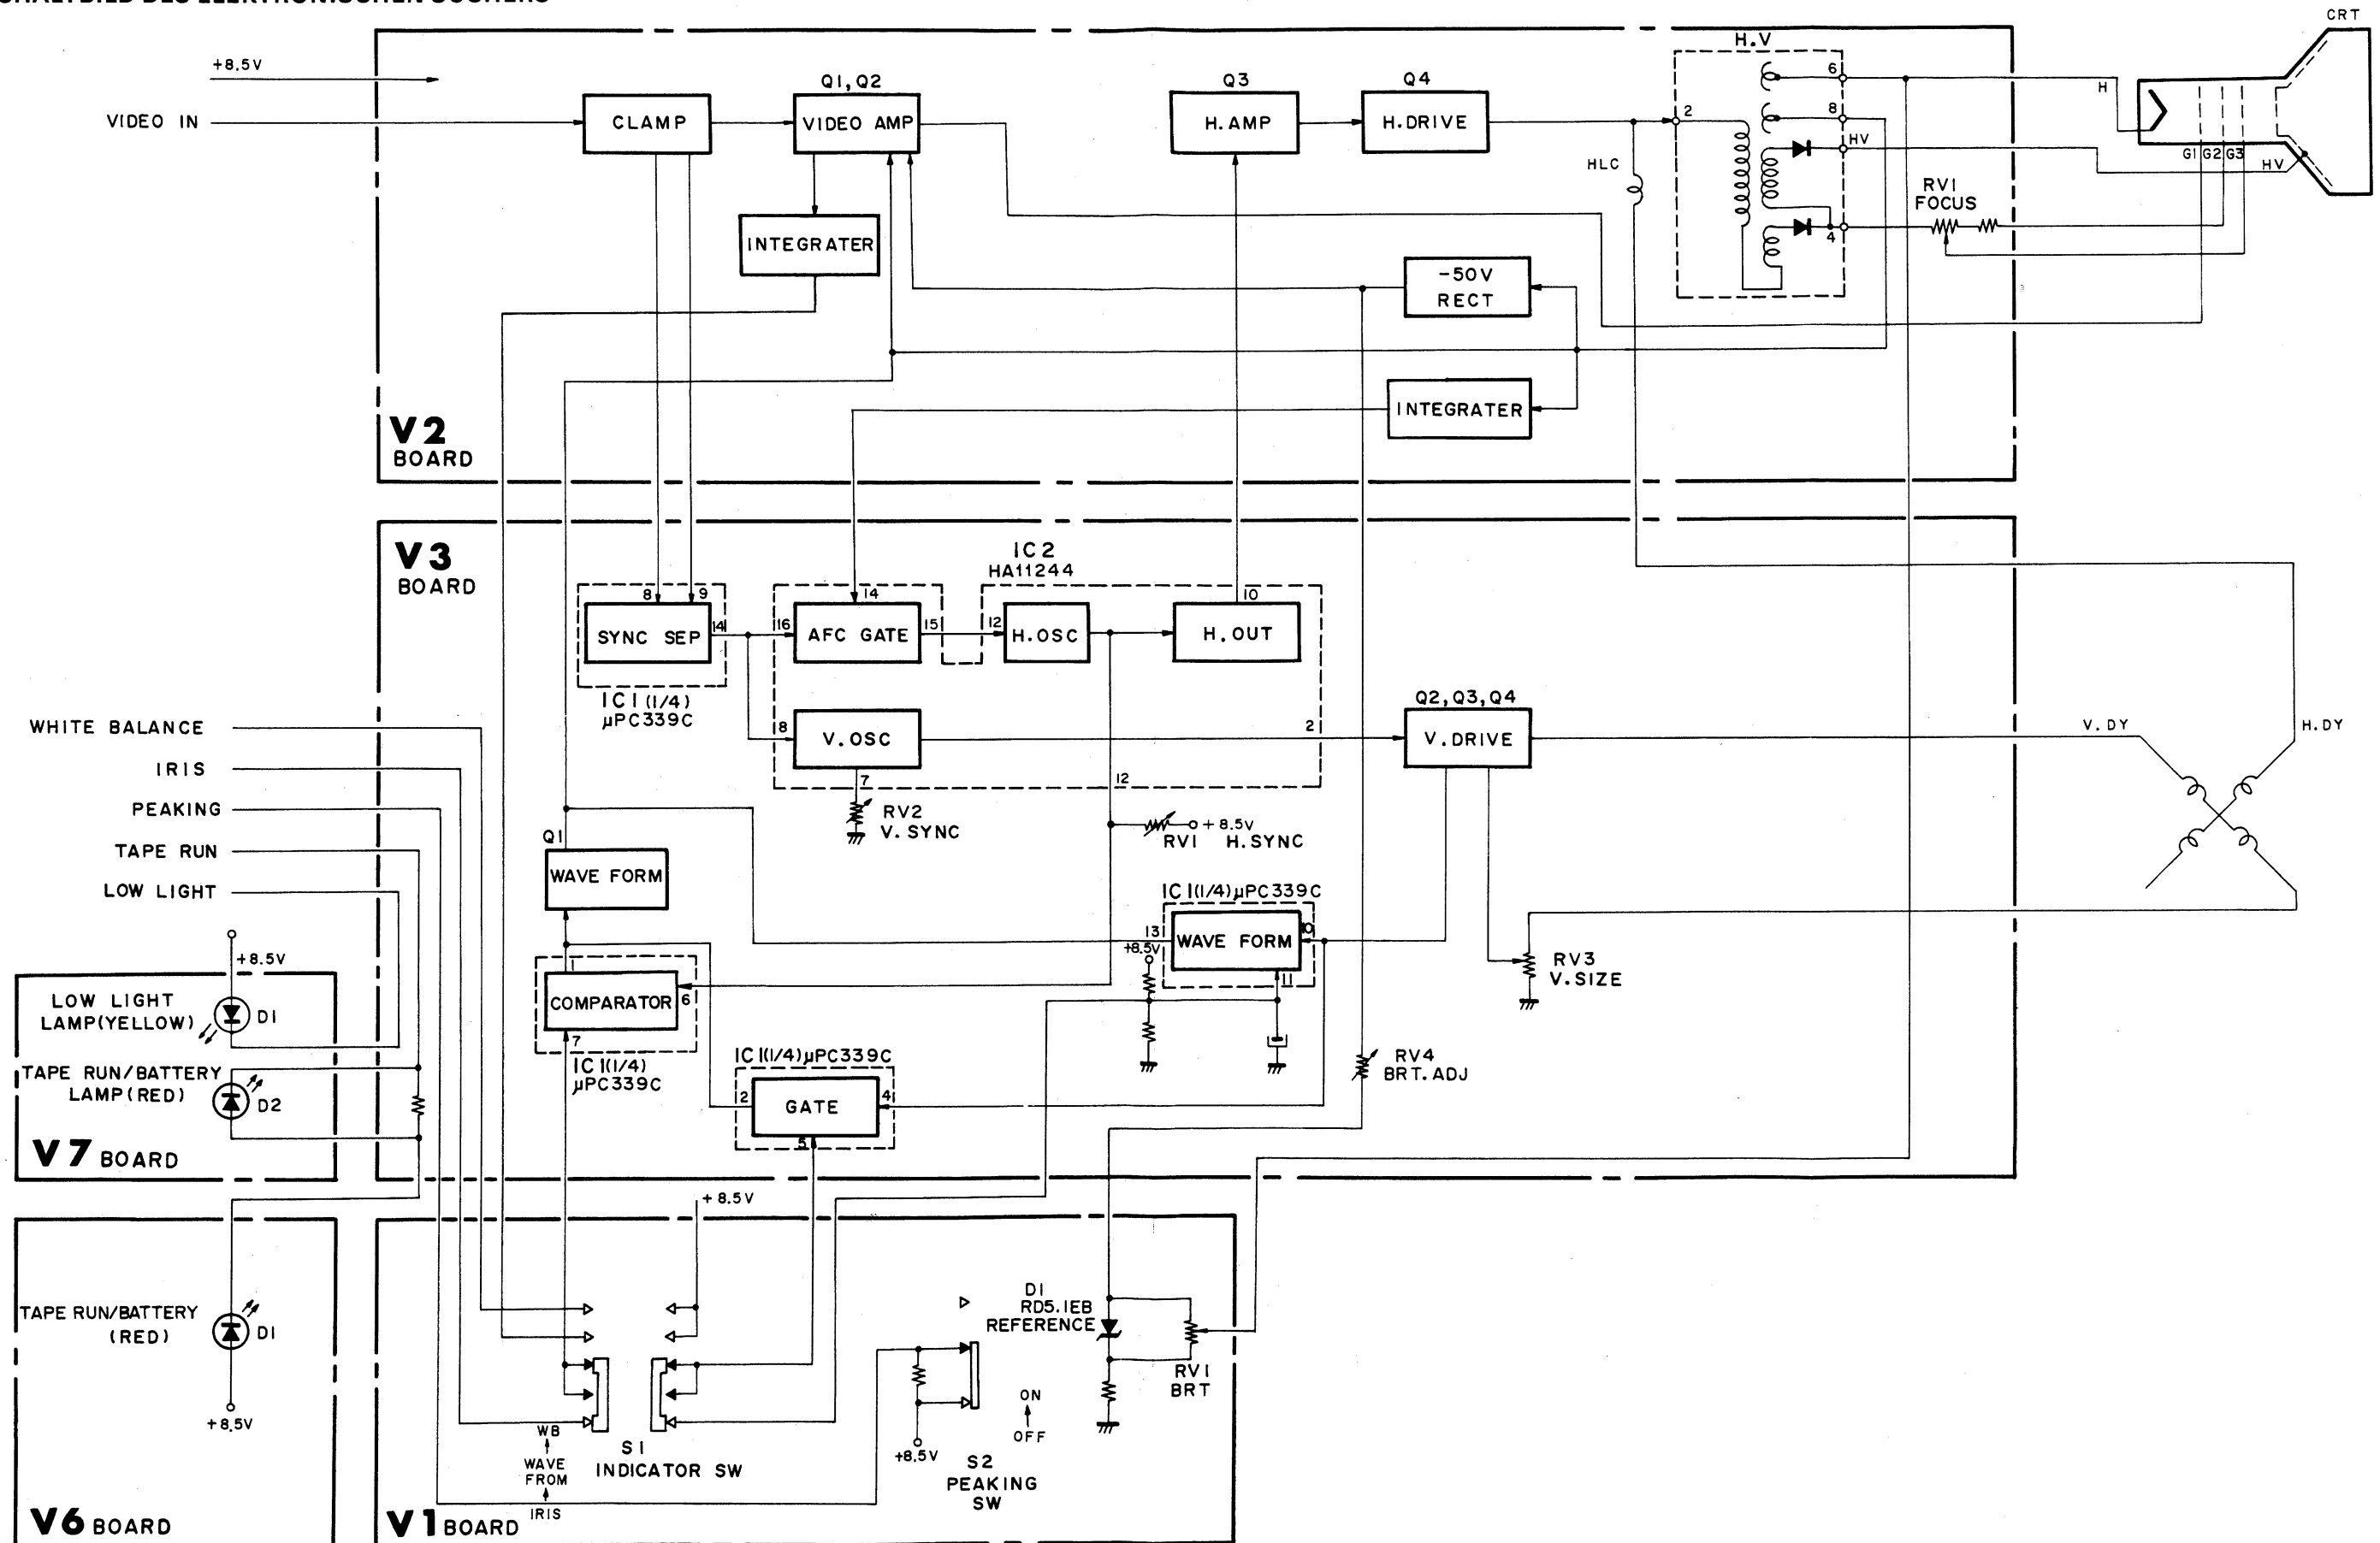 +8.5V
VIDEO IN
CLAMP
Q1, Q2
VIDEO AMP
INTEGRATER
Q3
H.AMP
Q4
H.DRIVE
HLC
H.V
2
6
8
HV
4
-50V
RECT
INTEGRATER
RV1
FOCUS
CRT
H
G1 G2 G3
HV
V2
BOARD
V3
BOARD
8 9
SYNC SEP
14
IC1 (1/4)
μPC339C
IC2
HA11244
14
16
AFC GATE
15
12
H.OSC
10
H.OUT
8
V.OSC
7
2
12
RV2
V.SYNC
+8.5V
RV1 H.SYNC
Q2, Q3, Q4
V.DRIVE
V.DY
H.DY
RV3
V.SIZE
WHITE BALANCE
IRIS
PEAKING
TAPE RUN
LOW LIGHT
Q1
WAVE FORM
1
COMPARATOR
6
7
IC1(1/4)
μPC339C
IC1(1/4)μPC339C
13
WAVE FORM
10
11
+8.5V
IC1(1/4)μPC339C
2
GATE
4
5
RV4
BRT.ADJ
+8.5V
LOW LIGHT
LAMP(YELLOW)
D1
TAPE RUN/BATTERY
LAMP(RED)
D2
V7 BOARD
TAPE RUN/BATTERY
(RED)
D1
+8.5V
V6 BOARD
+8.5V
WB
WAVE
FROM
IRIS
S1
INDICATOR SW
+8.5V
S2
PEAKING
SW
ON
OFF
D1
RD5.1EB
REFERENCE
RV1
BRT
V1 BOARD